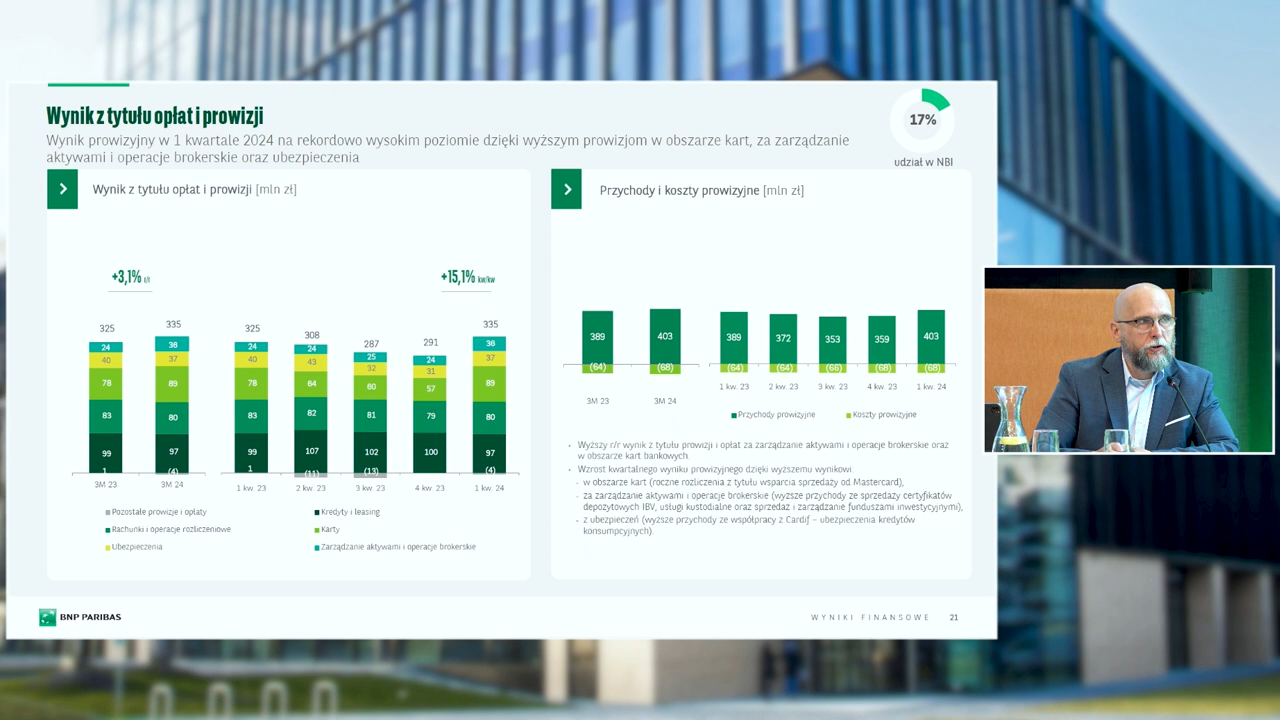 Wynik z tytułu opłat i prowizji
17%
Wynik prowizyjny w 1 kwartale 2024 na rekordowo wysokim poziomie dzięki wyższym prowizjom w obszarze kart, za zarządzanie
aktywami i operacje brokerskie oraz ubezpieczenia
udział w NBI
Wynik z tytułu opłat i prowizji [mln zł]
+3,1% r/r
+15,1% kw/kw
325 335 325 308 287 291 335
24 36 24 24 25 24 36
40 37 40 43 32 31 37
78 89 78 64 60 57 89
83 80 83 82 81 79 80
99 97 99 107 102 100 97
1 (4) 1 (11) (13) (4)
3M 23 3M 24 1 kw. 23 2 kw. 23 3 kw. 23 4 kw. 23 1 kw. 24
Pozostałe prowizje i opłaty
Kredyty i leasing
Rachunki i operacje rozliczeniowe
Karty
Ubezpieczenia
Zarządzanie aktywami i operacje brokerskie
Przychody i koszty prowizyjne [mln zł]
389 403 389 372 353 359 403
(64) (68) (64) (64) (66) (68) (68)
1 kw. 23 2 kw. 23 3 kw. 23 4 kw. 23 1 kw. 24
3M 23 3M 24
Przychody prowizyjne
Koszty prowizyjne
• Wyższy r/r wynik z tytułu prowizji i opłat za zarządzanie aktywami i operacje brokerskie oraz
w obszarze kart bankowych.
• Wzrost kwartalnego wyniku prowizyjnego dzięki wyższemu wynikowi:
- w obszarze kart (roczne rozliczenia z tytułu wsparcia sprzedaży od Mastercard),
- za zarządzanie aktywami i operacje brokerskie (wyższe przychody ze sprzedaży certyfikatów
depozytowych IBV, usługi kustodialne oraz sprzedaż i zarządzanie funduszami inwestycyjnymi),
- z ubezpieczeń (wyższe przychody ze współpracy z Cardif – ubezpieczenia kredytów
konsumpcyjnych).
BNP PARIBAS
WYNIKI FINANSOWE 21